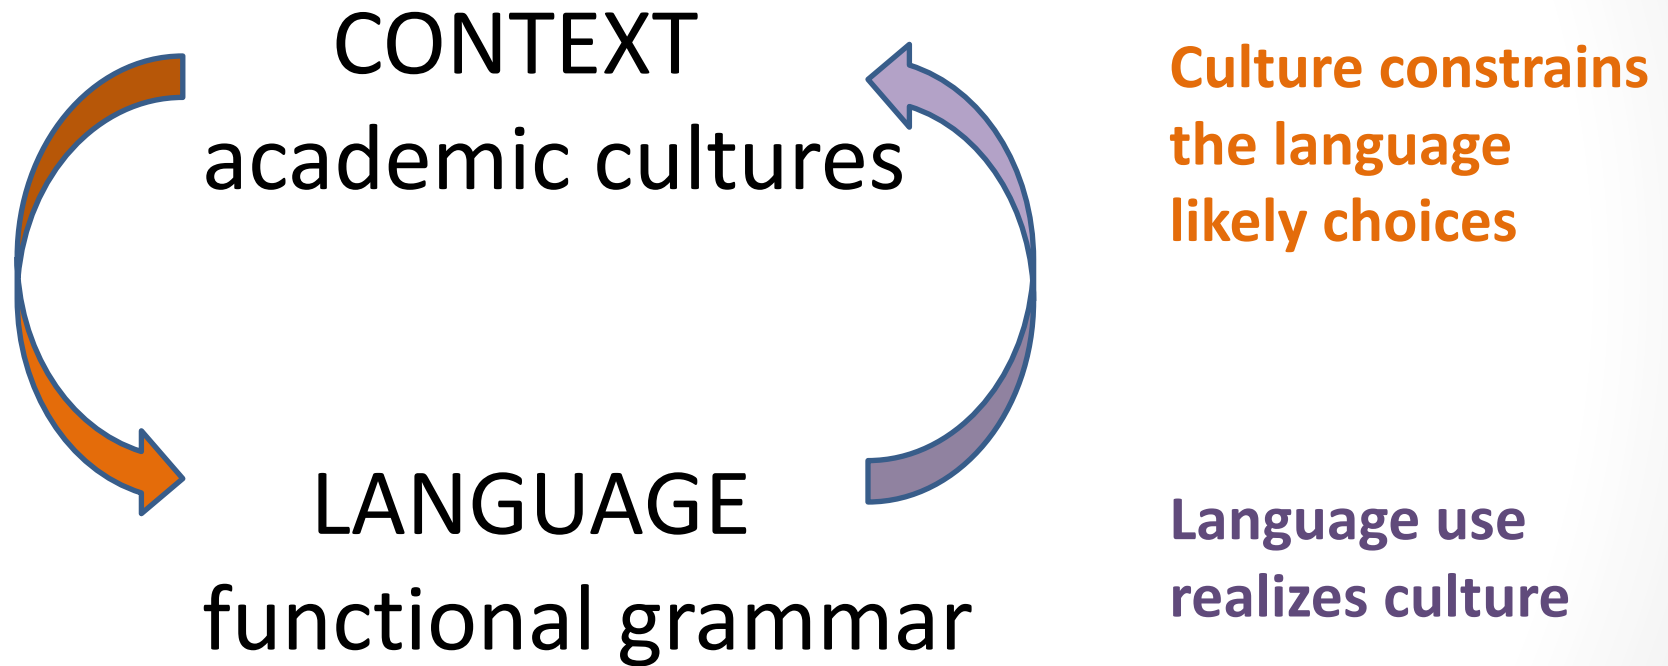 CONTEXT
academic cultures
LANGUAGE
functional grammar
Culture constrains
the language
likely choices
Language use
realizes culture